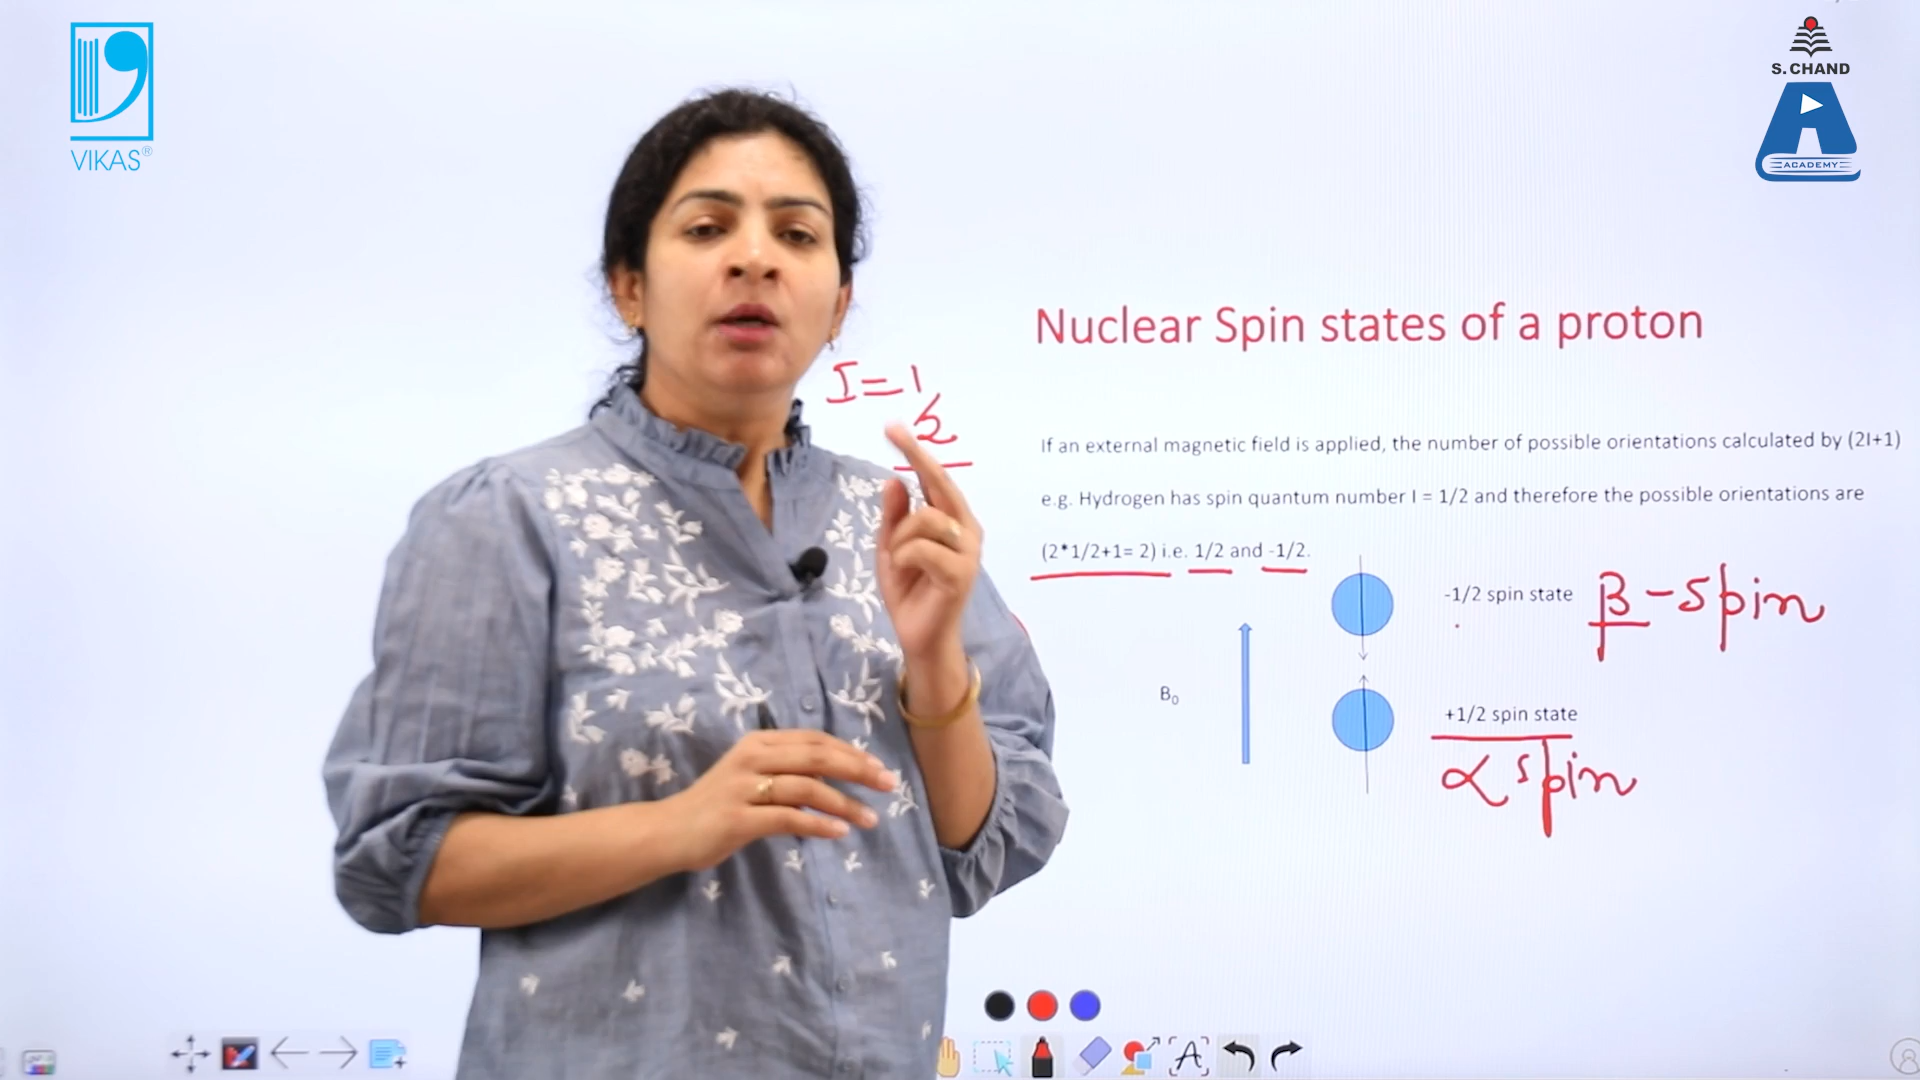 VIKAS®
S. CHAND
ACADEMY
Nuclear Spin states of a proton
I = 1/2
If an external magnetic field is applied, the number of possible orientations calculated by (2I+1)
e.g. Hydrogen has spin quantum number I = 1/2 and therefore the possible orientations are
(2*1/2+1= 2) i.e. 1/2 and -1/2.
-1/2 spin state β-spin
B₀
+1/2 spin state
α spin